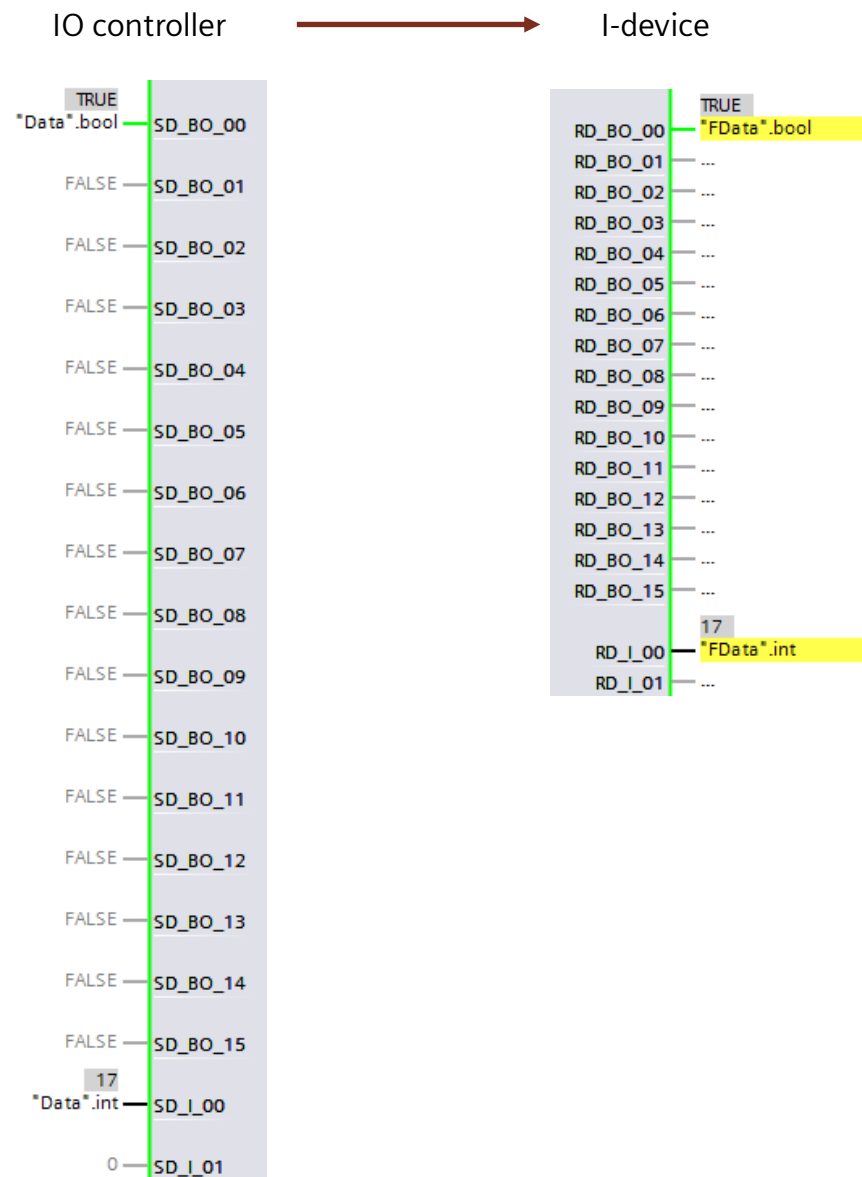 IO controller
I-device
TRUE
"Data".bool
SD_BO_00
FALSE
SD_BO_01
FALSE
SD_BO_02
FALSE
SD_BO_03
FALSE
SD_BO_04
FALSE
SD_BO_05
FALSE
SD_BO_06
FALSE
SD_BO_07
FALSE
SD_BO_08
FALSE
SD_BO_09
FALSE
SD_BO_10
FALSE
SD_BO_11
FALSE
SD_BO_12
FALSE
SD_BO_13
FALSE
SD_BO_14
FALSE
SD_BO_15
17
"Data".int
SD_I_00
0
SD_I_01
TRUE
RD_BO_00
"FData".bool
RD_BO_01 ...
RD_BO_02 ...
RD_BO_03 ...
RD_BO_04 ...
RD_BO_05 ...
RD_BO_06 ...
RD_BO_07 ...
RD_BO_08 ...
RD_BO_09 ...
RD_BO_10 ...
RD_BO_11 ...
RD_BO_12 ...
RD_BO_13 ...
RD_BO_14 ...
RD_BO_15 ...
17
RD_I_00
"FData".int
RD_I_01 ...